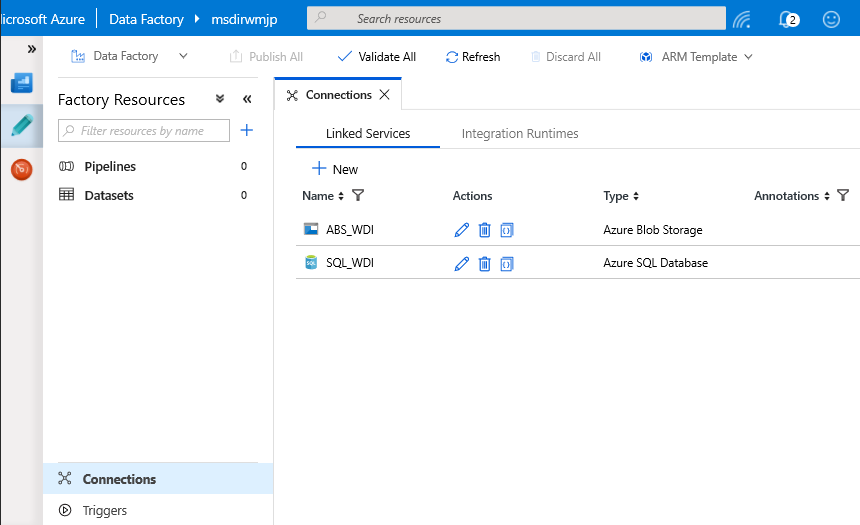 icrosoft Azure Data Factory msdirwmjp Search resources 2
Data Factory Publish All Validate All Refresh Discard All ARM Template
Factory Resources
Filter resources by name
Pipelines 0
Datasets 0
Connections
Triggers
Connections
Linked Services Integration Runtimes
New
Name Actions Type Annotations
ABS_WDI Azure Blob Storage
SQL SQL_WDI Azure SQL Database